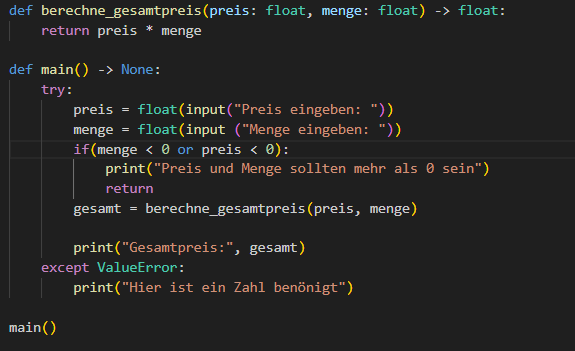 def berechne_gesamtpreis(preis: float, menge: float) -> float:
    return preis * menge

def main() -> None:
    try:
        preis = float(input("Preis eingeben: "))
        menge = float(input ("Menge eingeben: "))
        if(menge < 0 or preis < 0):
            print("Preis und Menge sollten mehr als 0 sein")
            return
        gesamt = berechne_gesamtpreis(preis, menge)

        print("Gesamtpreis:", gesamt)
    except ValueError:
        print("Hier ist ein Zahl benönigt")

main()